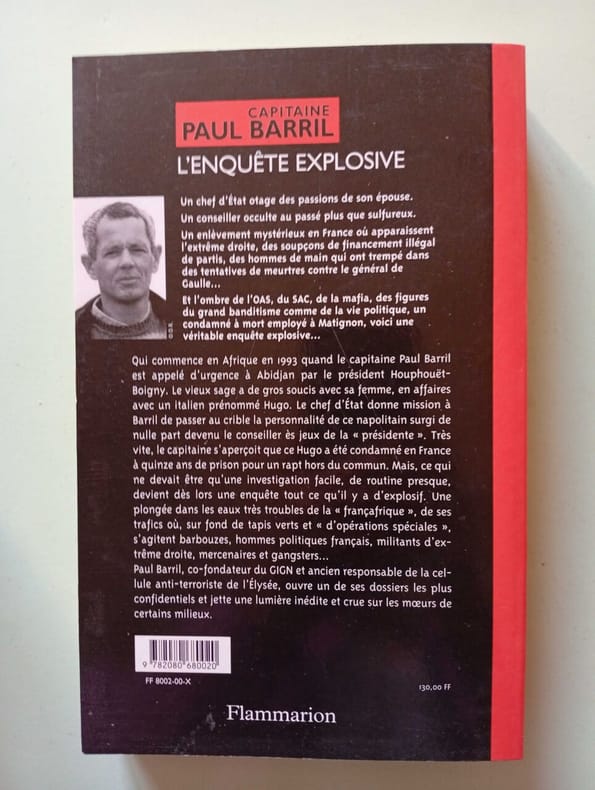 CAPITAINE
PAUL BARRIL
L'ENQUÊTE EXPLOSIVE
Un chef d'État otage des passions de son épouse.
Un conseiller occulte au passé plus que sulfureux.
Un enlèvement mystérieux en France où apparaissent
l'extrême droite, des soupçons de financement illégal
de partis, des hommes de main qui ont trempé dans
des tentatives de meurtres contre le général de
Gaulle...
Et l'ombre de l'OAS, du SAC, de la mafia, des figures
du grand banditisme comme de la vie politique, un
condamné à mort employé à Matignon, voici une
véritable enquête explosive...
D.D.R.
Qui commence en Afrique en 1993 quand le capitaine Paul Barril
est appelé d'urgence à Abidjan par le président Houphouët-
Boigny. Le vieux sage a de gros soucis avec sa femme, en affaires
avec un italien prénommé Hugo. Le chef d'État donne mission à
Barril de passer au crible la personnalité de ce napolitain surgi de
nulle part devenu le conseiller ès jeux de la « présidente ». Très
vite, le capitaine s'aperçoit que ce Hugo a été condamné en France
à quinze ans de prison pour un rapt hors du commun. Mais, ce qui
ne devait être qu'une investigation facile, de routine presque,
devient dès lors une enquête tout ce qu'il y a d'explosif. Une
plongée dans les eaux très troubles de la « françafrique », de ses
trafics où, sur fond de tapis verts et « d'opérations spéciales »,
s'agitent barbouzes, hommes politiques français, militants d'ex-
trême droite, mercenaires et gangsters...
Paul Barril, co-fondateur du GIGN et ancien responsable de la cel-
lule anti-terroriste de l'Élysée, ouvre un de ses dossiers les plus
confidentiels et jette une lumière inédite et crue sur les mœurs de
certains milieux.
9 782080 680020
FF 8002-00-X
130,00 FF
Flammarion